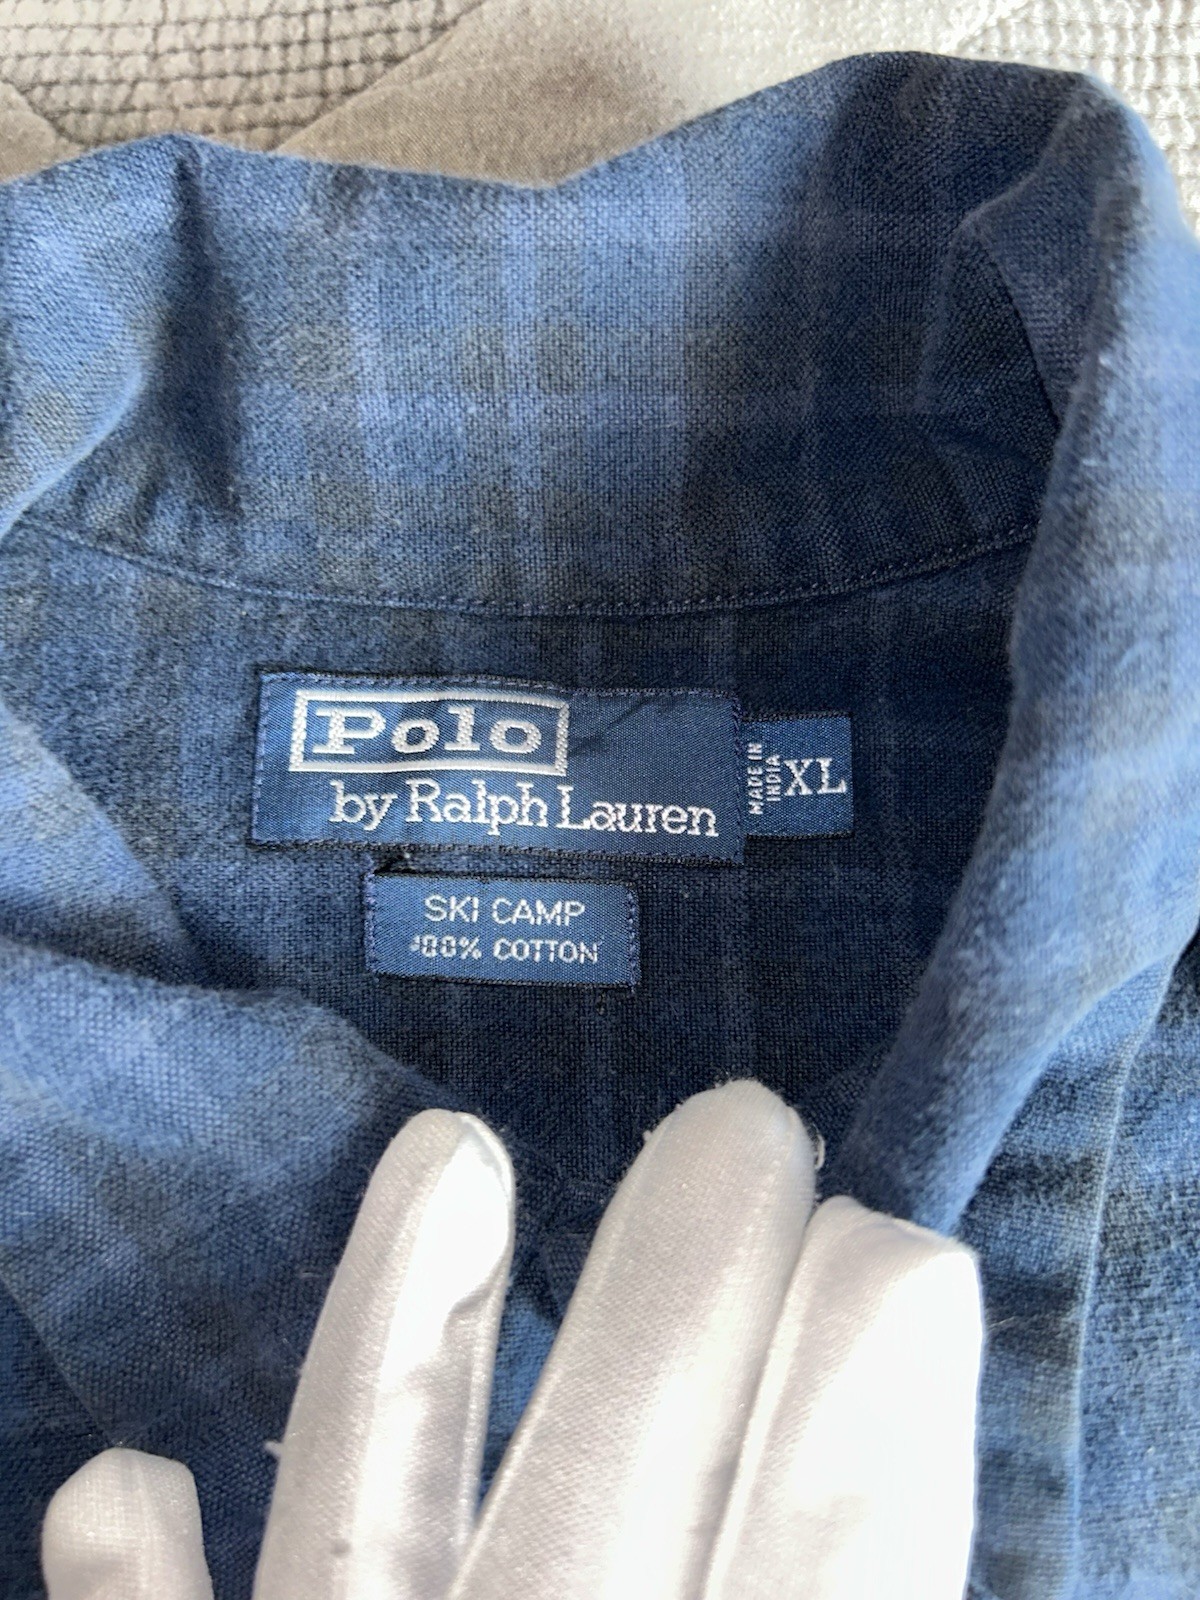 Polo
by Ralph Lauren
MADE IN
INDIA
XL
SKI CAMP
100% COTTON